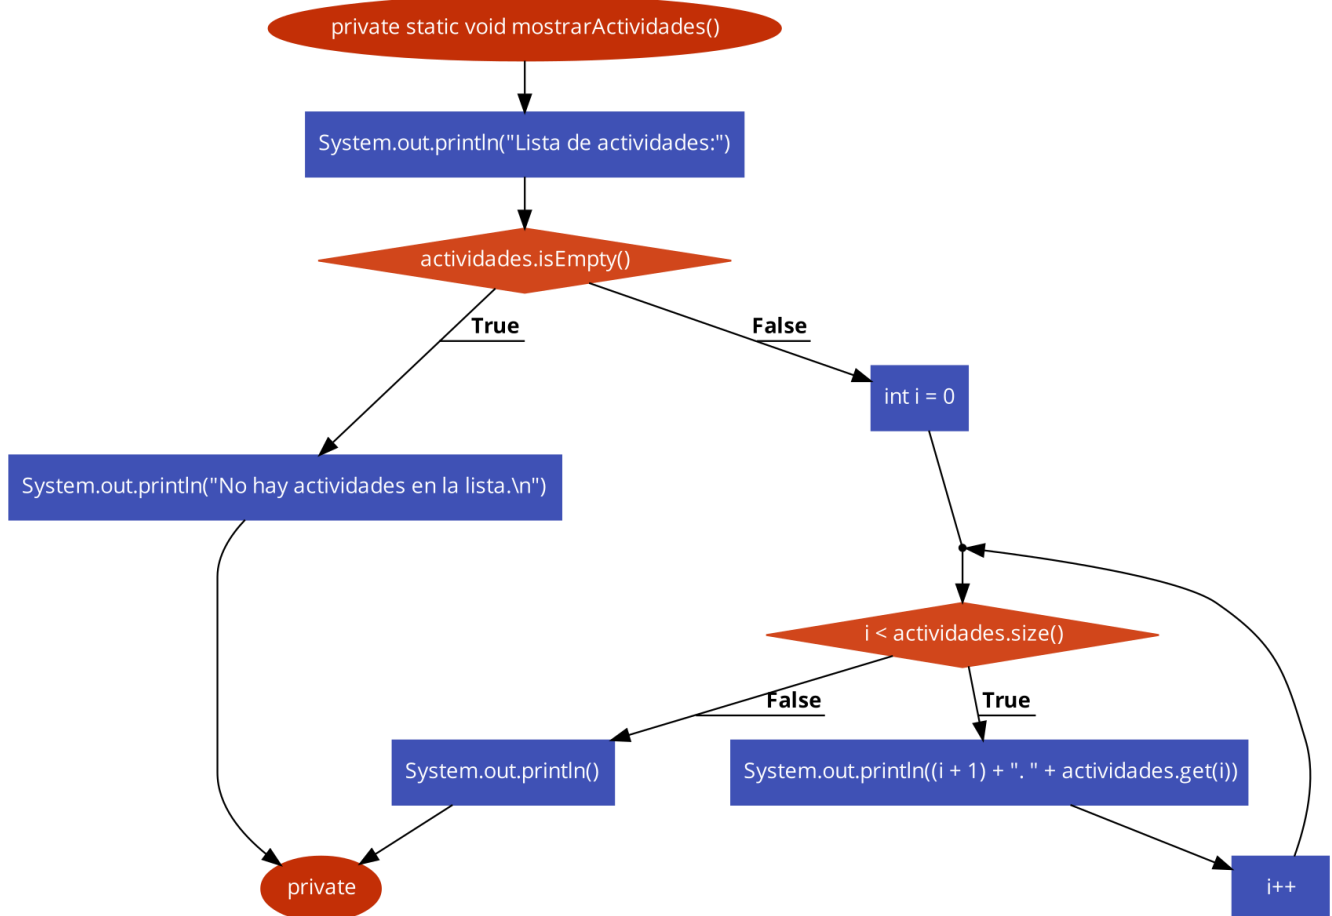 private static void mostrarActividades()
System.out.println("Lista de actividades:")
actividades.isEmpty()
True
False
int i = 0
System.out.println("No hay actividades en la lista.\n")
i < actividades.size()
False
True
System.out.println()
System.out.println((i + 1) + ". " + actividades.get(i))
private
i++